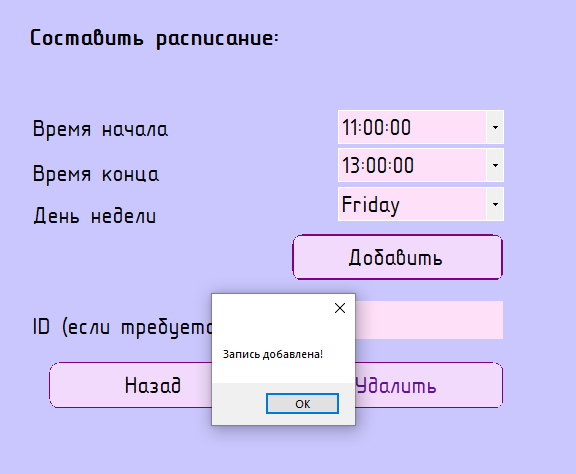 Составить расписание:
Время начала
11:00:00
Время конца
13:00:00
День недели
Friday
Добавить
ID (если
Запись добавлена!
OK
Назад
Удалить